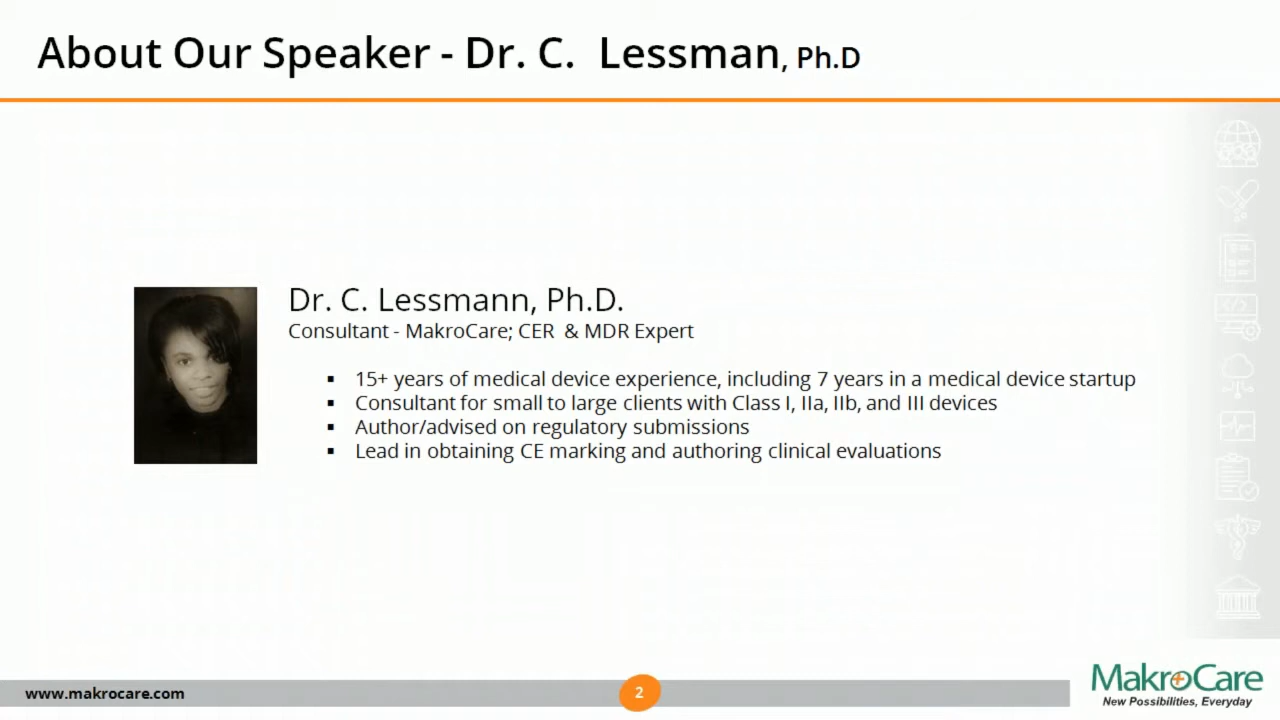 About Our Speaker - Dr. C. Lessman, Ph.D
Dr. C. Lessmann, Ph.D.
Consultant - MakroCare; CER & MDR Expert
▪ 15+ years of medical device experience, including 7 years in a medical device startup
▪ Consultant for small to large clients with Class I, IIa, IIb, and III devices
▪ Author/advised on regulatory submissions
▪ Lead in obtaining CE marking and authoring clinical evaluations
www.makrocare.com
2
MakroCare
New Possibilities, Everyday